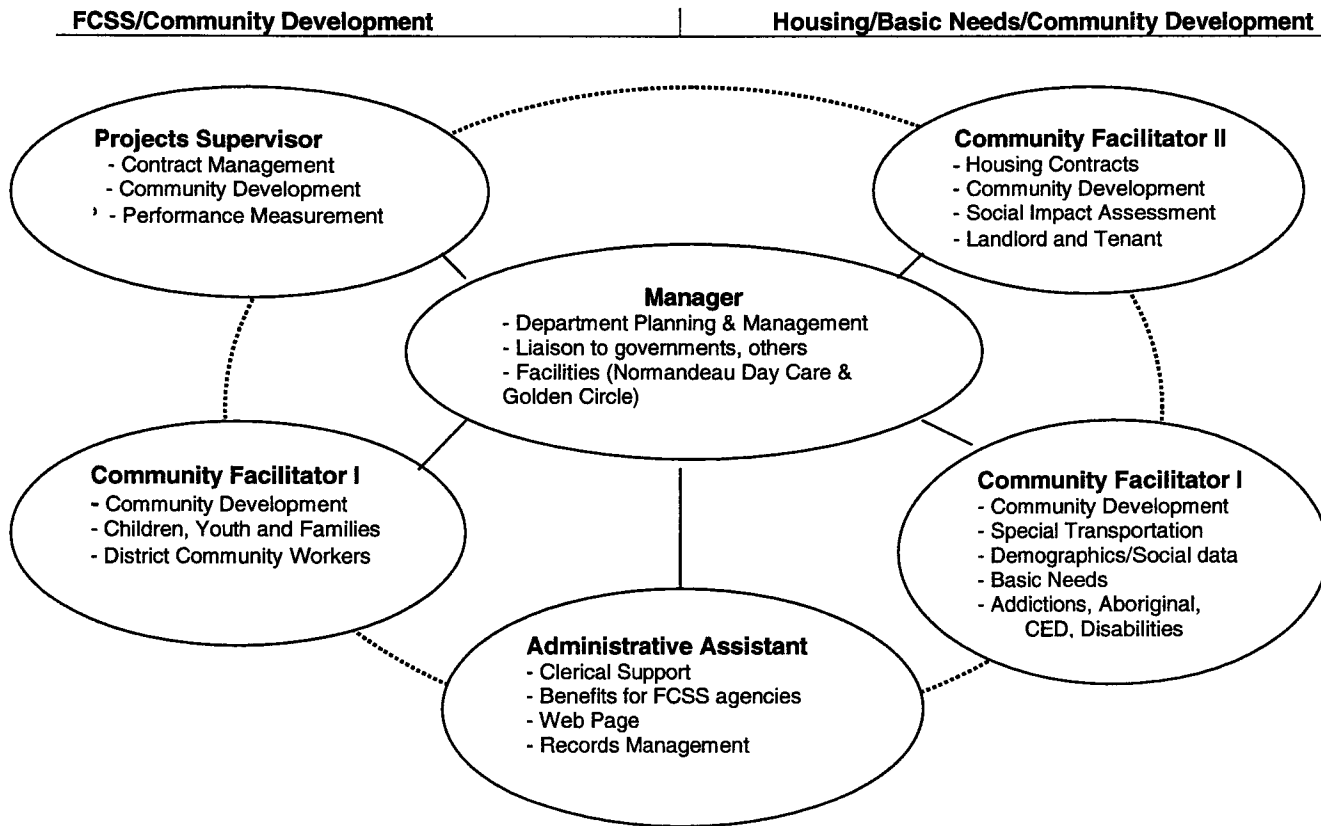 FCSS/Community Development
Housing/Basic Needs/Community Development
Projects Supervisor
- Contract Management
- Community Development
- Performance Measurement
Community Facilitator II
- Housing Contracts
- Community Development
- Social Impact Assessment
- Landlord and Tenant
Manager
- Department Planning & Management
- Liaison to governments, others
- Facilities (Normandeau Day Care &
Golden Circle)
Community Facilitator I
- Community Development
- Children, Youth and Families
- District Community Workers
Community Facilitator I
- Community Development
- Special Transportation
- Demographics/Social data
- Basic Needs
- Addictions, Aboriginal,
CED, Disabilities
Administrative Assistant
- Clerical Support
- Benefits for FCSS agencies
- Web Page
- Records Management